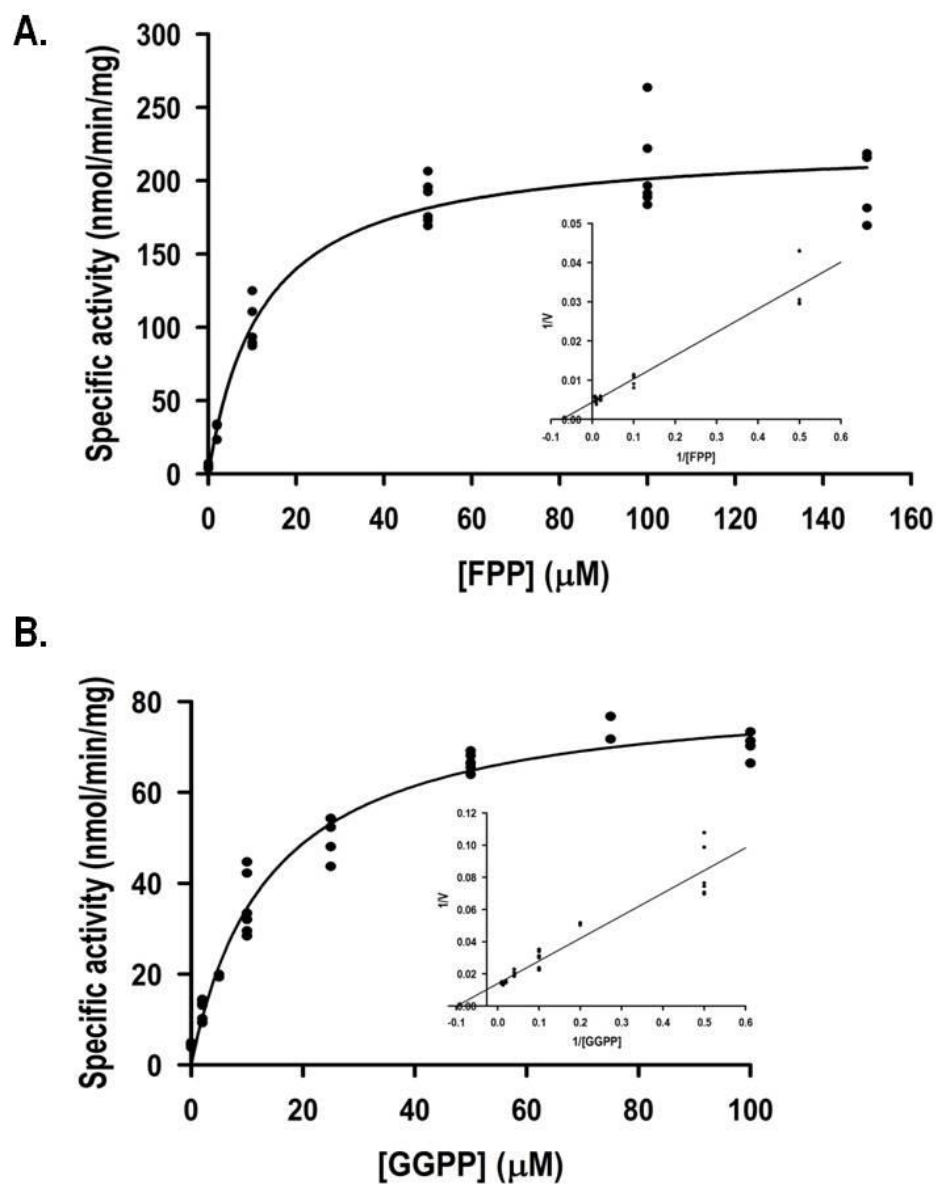 A.
Specific activity (nmol/min/mg)
300
250
200
150
100
50
0
0 20 40 60 80 100 120 140 160
[FPP] (μM)
1/V
0.05
0.04
0.03
0.02
0.01
0.00
-0.1 0.0 0.1 0.2 0.3 0.4 0.5 0.6
1/[FPP]
B.
Specific activity (nmol/min/mg)
80
60
40
20
0
0 20 40 60 80 100
[GGPP] (μM)
1/V
0.12
0.10
0.08
0.06
0.04
0.02
0.00
-0.1 0.0 0.1 0.2 0.3 0.4 0.5 0.6
1/[GGPP]